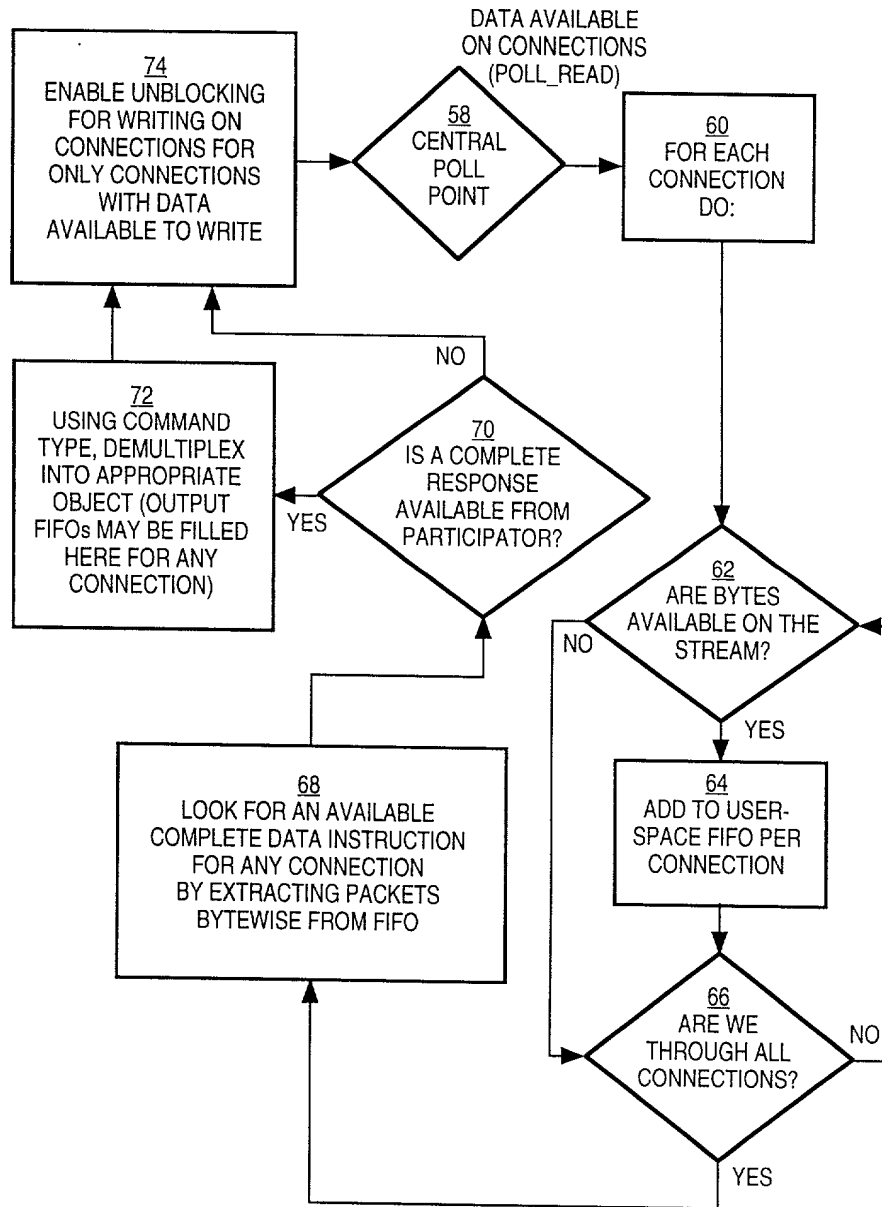 DATA AVAILABLE
ON CONNECTIONS
(POLL_READ)
74
ENABLE UNBLOCKING
FOR WRITING ON
CONNECTIONS FOR
ONLY CONNECTIONS
WITH DATA
AVAILABLE TO WRITE
58
CENTRAL
POLL
POINT
60
FOR EACH
CONNECTION
DO:
NO
72
USING COMMAND
TYPE, DEMULTIPLEX
INTO APPROPRIATE
OBJECT (OUTPUT
FIFOs MAY BE FILLED
HERE FOR ANY
CONNECTION)
YES
70
IS A COMPLETE
RESPONSE
AVAILABLE FROM
PARTICIPATOR?
62
ARE BYTES
AVAILABLE ON THE
STREAM?
NO
YES
64
ADD TO USER-
SPACE FIFO PER
CONNECTION
68
LOOK FOR AN AVAILABLE
COMPLETE DATA INSTRUCTION
FOR ANY CONNECTION
BY EXTRACTING PACKETS
BYTEWISE FROM FIFO
66
ARE WE
THROUGH ALL
CONNECTIONS?
NO
YES